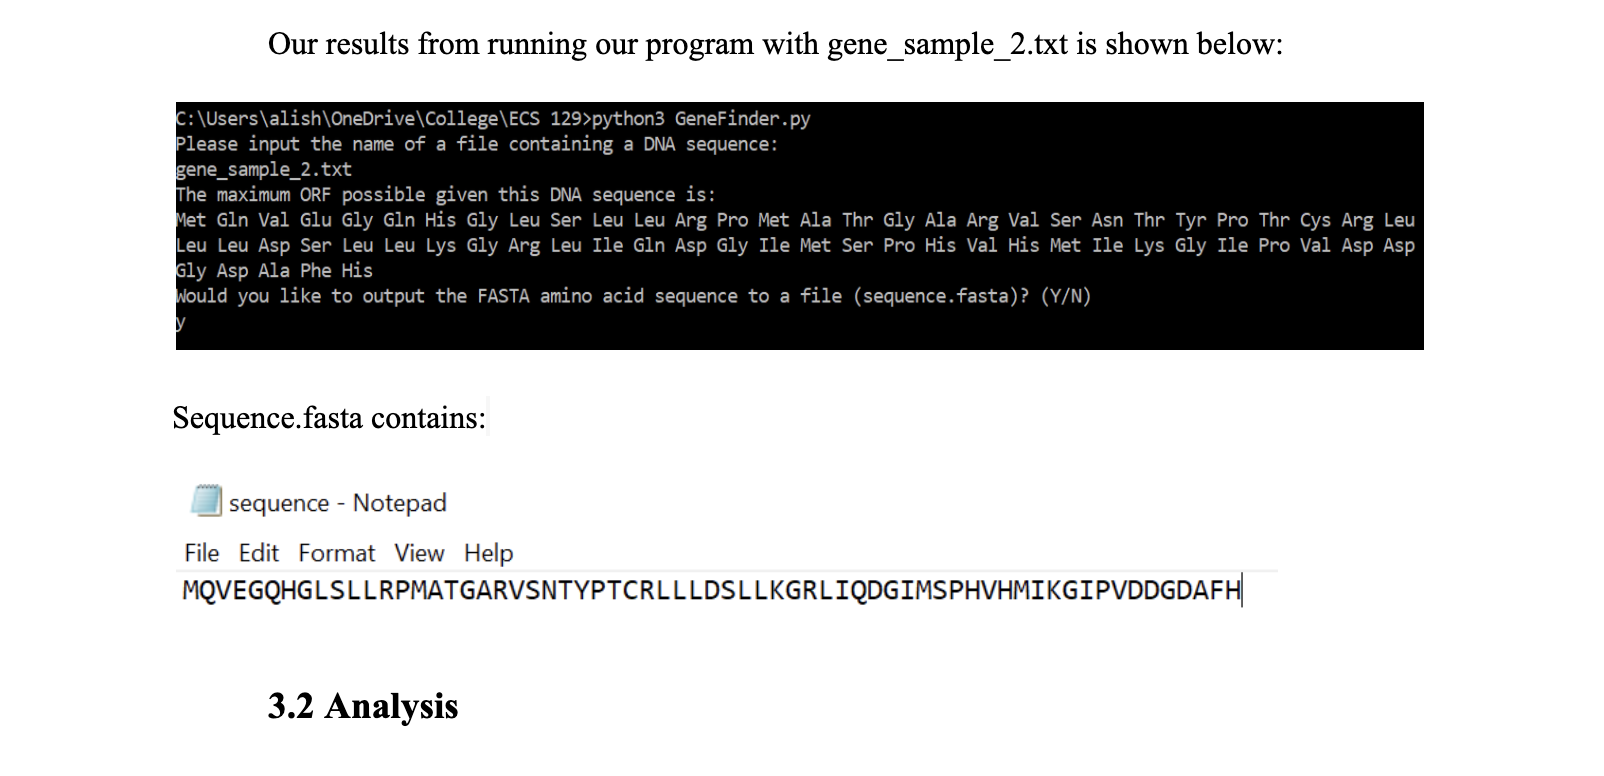 Our results from running our program with gene_sample_2.txt is shown below:
C:\Users\alish\OneDrive\College\ECS 129>python3 GeneFinder.py
Please input the name of a file containing a DNA sequence:
gene_sample_2.txt
The maximum ORF possible given this DNA sequence is:
Met Gln Val Glu Gly Gln His Gly Leu Ser Leu Leu Arg Pro Met Ala Thr Gly Ala Arg Val Ser Asn Thr Tyr Pro Thr Cys Arg Leu
Leu Leu Asp Ser Leu Leu Lys Gly Arg Leu Ile Gln Asp Gly Ile Met Ser Pro His Val His Met Ile Lys Gly Ile Pro Val Asp Asp
Gly Asp Ala Phe His
Would you like to output the FASTA amino acid sequence to a file (sequence.fasta)? (Y/N)
y
Sequence.fasta contains:
sequence - Notepad
File Edit Format View Help
MQVEGQHGLSLLRPMATGARVSNTYPTCRLLLDSLLKGRLIQDGIMSPHVHMIKGIPVDDGDAFH
3.2 Analysis